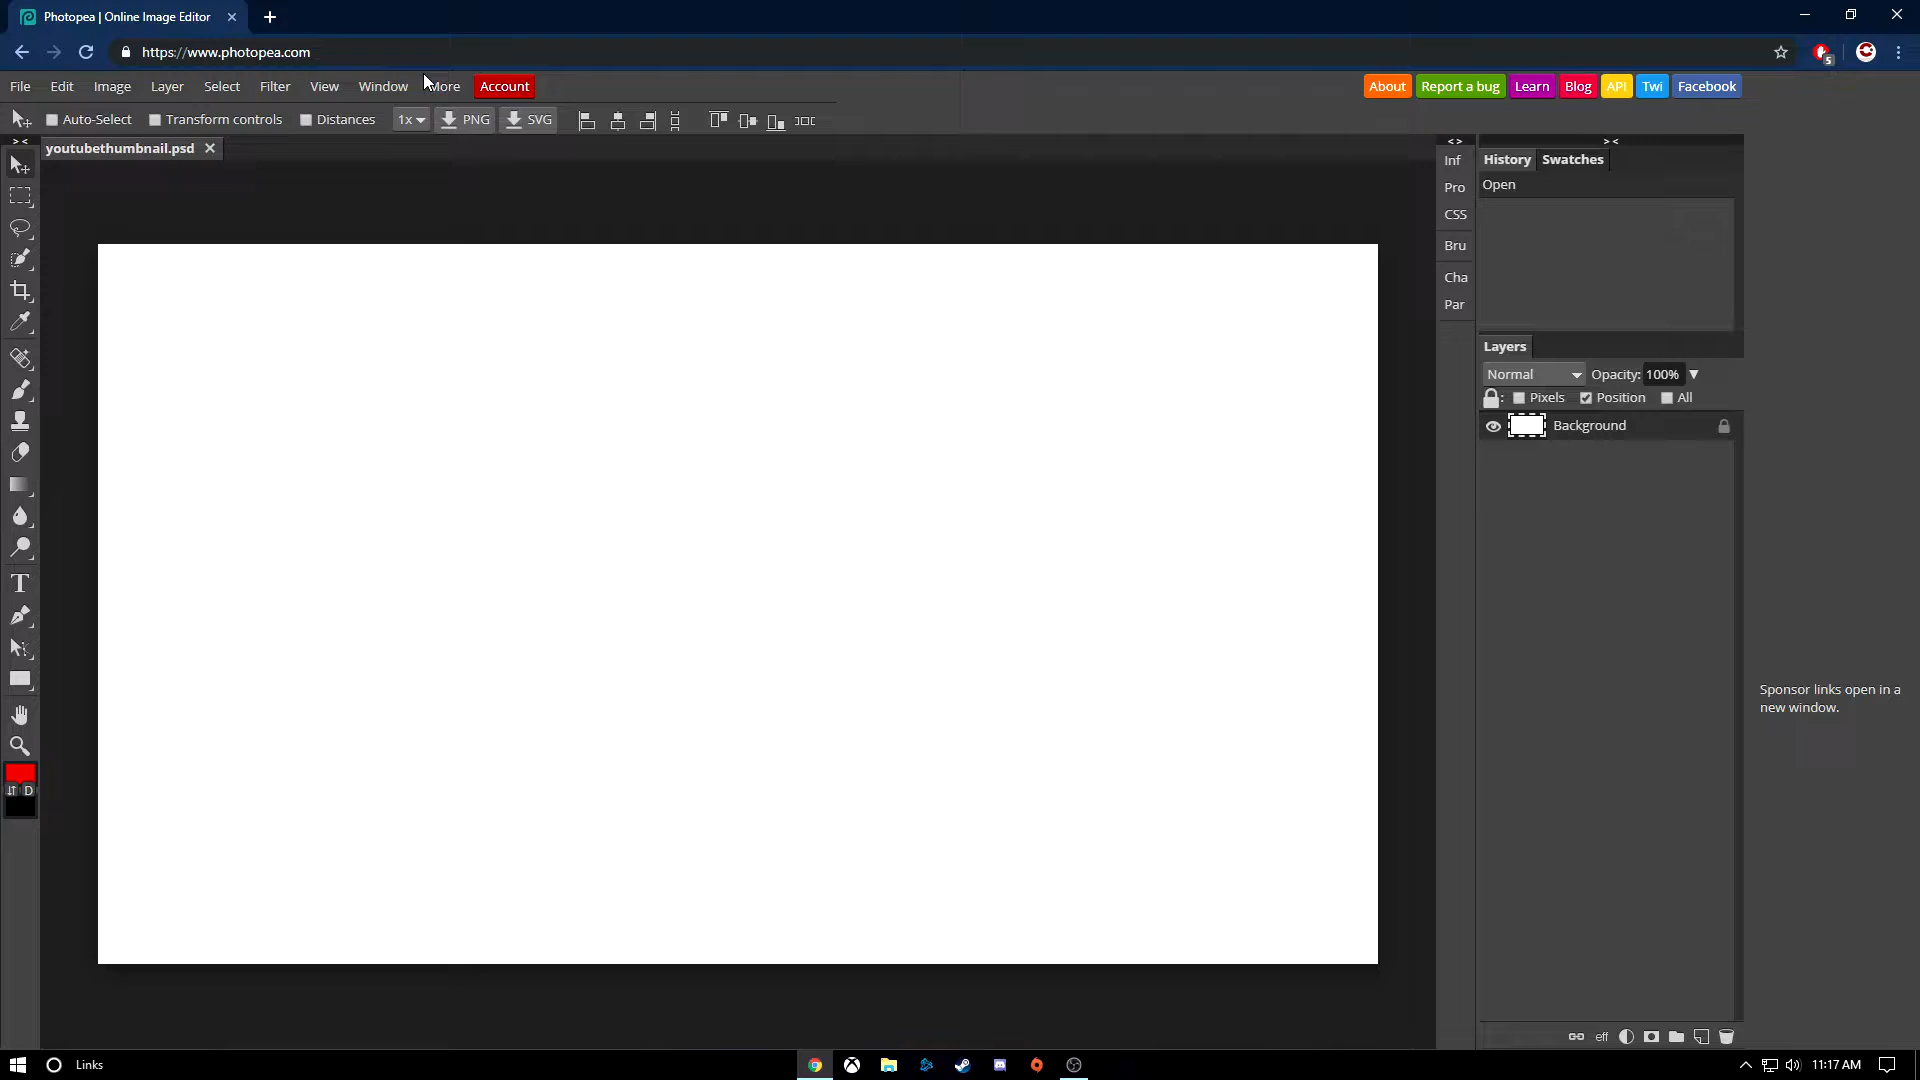 Photopea | Online Image Editor
https://www.photopea.com
5
File Edit Image Layer Select Filter View Window More Account About Report a bug Learn Blog API Twi Facebook
Auto-Select Transform controls Distances 1x PNG SVG
youtubethumbnail.psd
Inf
Pro
CSS
Bru
Cha
Par
History Swatches
Open
Layers
Normal Opacity: 100%
Pixels Position All
Background
T
D
Sponsor links open in a
new window.
eff
Links
11:17 AM